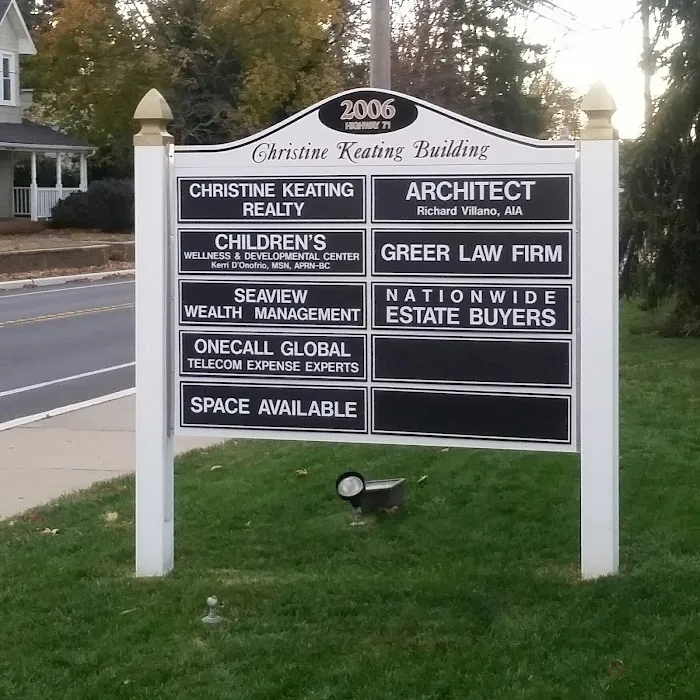 2006
HIGHWAY 71
Christine Keating Building
CHRISTINE KEATING
REALTY
ARCHITECT
Richard Villano, AIA
CHILDREN'S
WELLNESS & DEVELOPMENTAL CENTER
Kerri D'Onofrio, MSN, APRN-BC
GREER LAW FIRM
SEAVIEW
WEALTH MANAGEMENT
NATIONWIDE
ESTATE BUYERS
ONECALL GLOBAL
TELECOM EXPENSE EXPERTS
SPACE AVAILABLE